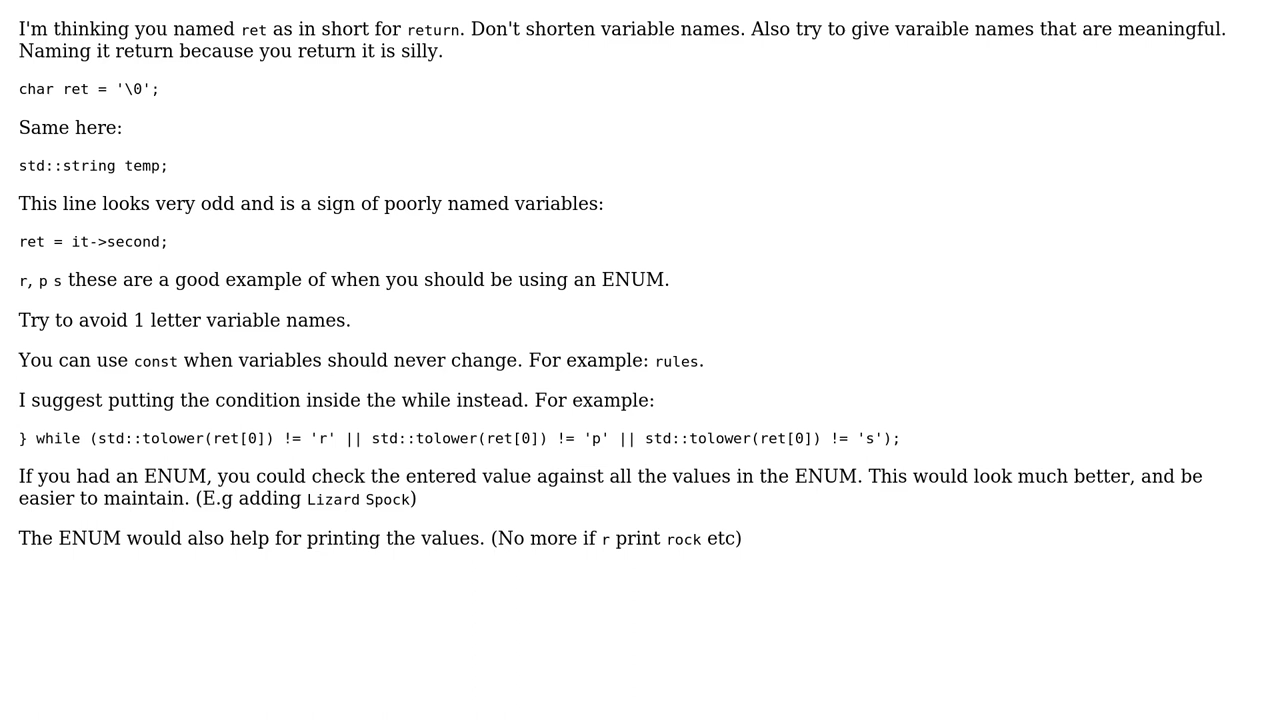 I'm thinking you named ret as in short for return. Don't shorten variable names. Also try to give varaible names that are meaningful.
Naming it return because you return it is silly.
char ret = '\0';
Same here:
std::string temp;
This line looks very odd and is a sign of poorly named variables:
ret = it->second;
r, p s these are a good example of when you should be using an ENUM.
Try to avoid 1 letter variable names.
You can use const when variables should never change. For example: rules.
I suggest putting the condition inside the while instead. For example:
} while (std::tolower(ret[0]) != 'r' || std::tolower(ret[0]) != 'p' || std::tolower(ret[0]) != 's');
If you had an ENUM, you could check the entered value against all the values in the ENUM. This would look much better, and be
easier to maintain. (E.g adding Lizard Spock)
The ENUM would also help for printing the values. (No more if r print rock etc)